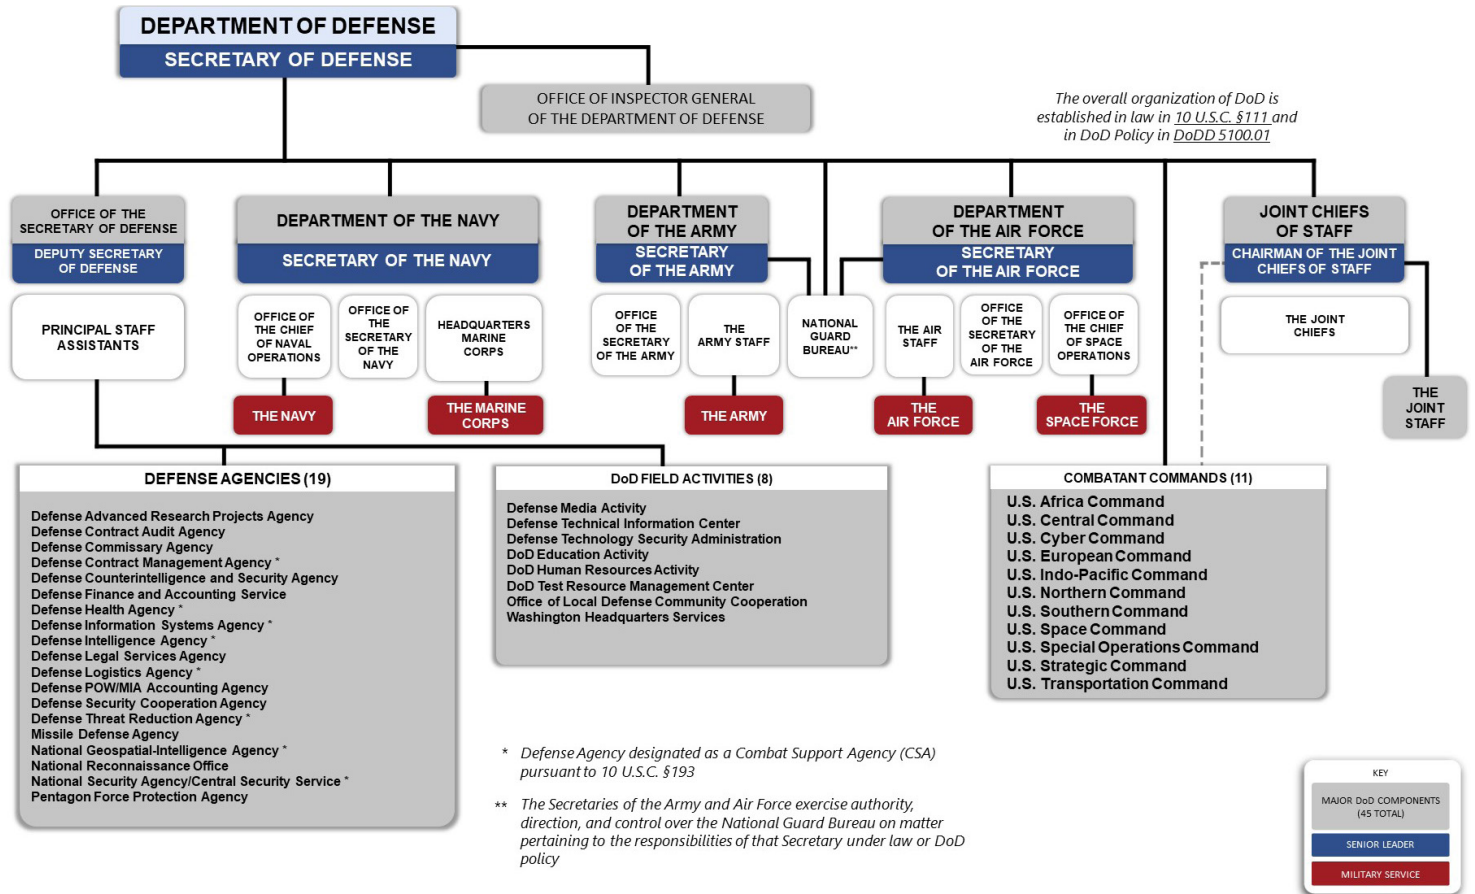 DEPARTMENT OF DEFENSE
SECRETARY OF DEFENSE
OFFICE OF INSPECTOR GENERAL
OF THE DEPARTMENT OF DEFENSE
The overall organization of DoD is
established in law in 10 U.S.C. §111 and
in DoD Policy in DoDD 5100.01
OFFICE OF THE
SECRETARY OF DEFENSE
DEPUTY SECRETARY
OF DEFENSE
PRINCIPAL STAFF
ASSISTANTS
DEPARTMENT OF THE NAVY
SECRETARY OF THE NAVY
OFFICE OF
THE CHIEF
OF NAVAL
OPERATIONS
OFFICE OF
THE
SECRETARY
OF THE
NAVY
HEADQUARTERS
MARINE
CORPS
THE NAVY
THE MARINE
CORPS
DEPARTMENT
OF THE ARMY
SECRETARY
OF THE ARMY
OFFICE
OF THE
SECRETARY
OF THE ARMY
THE
ARMY STAFF
THE ARMY
NATIONAL
GUARD
BUREAU**
DEPARTMENT
OF THE AIR FORCE
SECRETARY
OF THE AIR FORCE
THE AIR
STAFF
OFFICE
OF THE
SECRETARY
OF THE
AIR FORCE
OFFICE OF
THE CHIEF
OF SPACE
OPERATIONS
THE
AIR FORCE
THE
SPACE FORCE
JOINT CHIEFS
OF STAFF
CHAIRMAN OF THE JOINT
CHIEFS OF STAFF
THE JOINT
CHIEFS
THE
JOINT
STAFF
DEFENSE AGENCIES (19)
Defense Advanced Research Projects Agency
Defense Contract Audit Agency
Defense Commissary Agency
Defense Contract Management Agency *
Defense Counterintelligence and Security Agency
Defense Finance and Accounting Service
Defense Health Agency *
Defense Information Systems Agency *
Defense Intelligence Agency *
Defense Legal Services Agency
Defense Logistics Agency *
Defense POW/MIA Accounting Agency
Defense Security Cooperation Agency
Defense Threat Reduction Agency *
Missile Defense Agency
National Geospatial-Intelligence Agency *
National Reconnaissance Office
National Security Agency/Central Security Service *
Pentagon Force Protection Agency
DoD FIELD ACTIVITIES (8)
Defense Media Activity
Defense Technical Information Center
Defense Technology Security Administration
DoD Education Activity
DoD Human Resources Activity
DoD Test Resource Management Center
Office of Local Defense Community Cooperation
Washington Headquarters Services
COMBATANT COMMANDS (11)
U.S. Africa Command
U.S. Central Command
U.S. Cyber Command
U.S. European Command
U.S. Indo-Pacific Command
U.S. Northern Command
U.S. Southern Command
U.S. Space Command
U.S. Special Operations Command
U.S. Strategic Command
U.S. Transportation Command
* Defense Agency designated as a Combat Support Agency (CSA)
pursuant to 10 U.S.C. §193
** The Secretaries of the Army and Air Force exercise authority,
direction, and control over the National Guard Bureau on matter
pertaining to the responsibilities of that Secretary under law or DoD
policy
KEY
MAJOR DoD COMPONENTS
(45 TOTAL)
SENIOR LEADER
MILITARY SERVICE